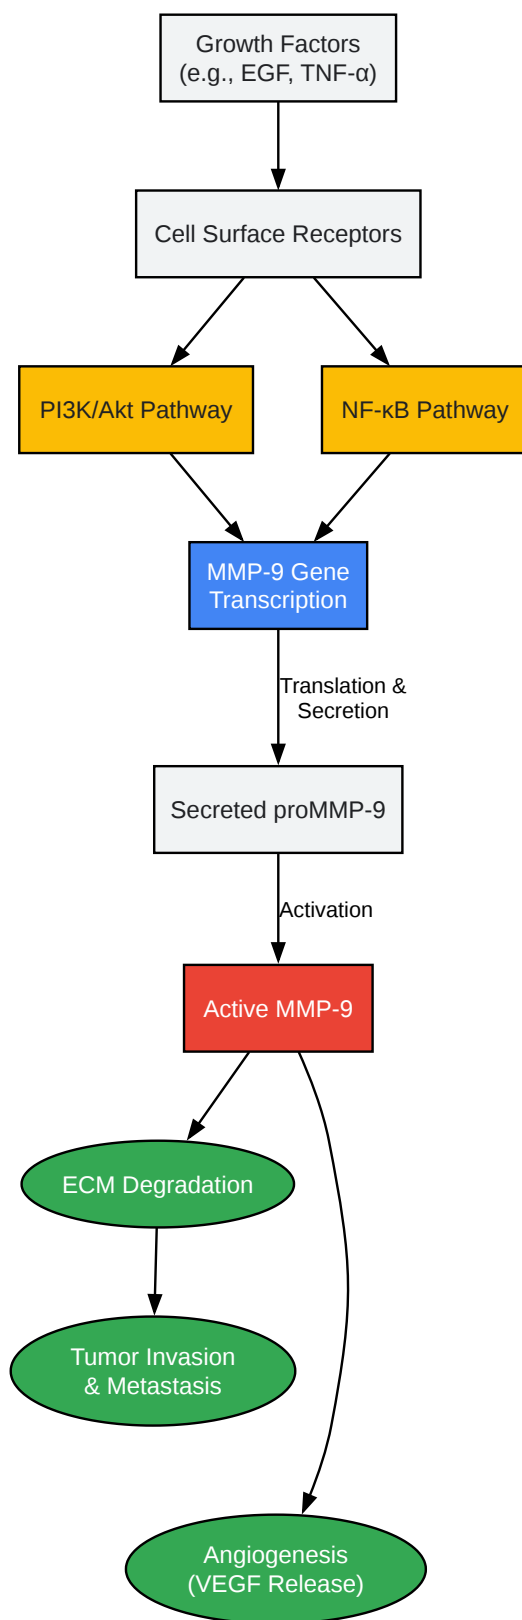 Growth Factors
(e.g., EGF, TNF-α)
Cell Surface Receptors
PI3K/Akt Pathway
NF-κB Pathway
MMP-9 Gene
Transcription
Translation &
Secretion
Secreted proMMP-9
Activation
Active MMP-9
ECM Degradation
Tumor Invasion
& Metastasis
Angiogenesis
(VEGF Release)